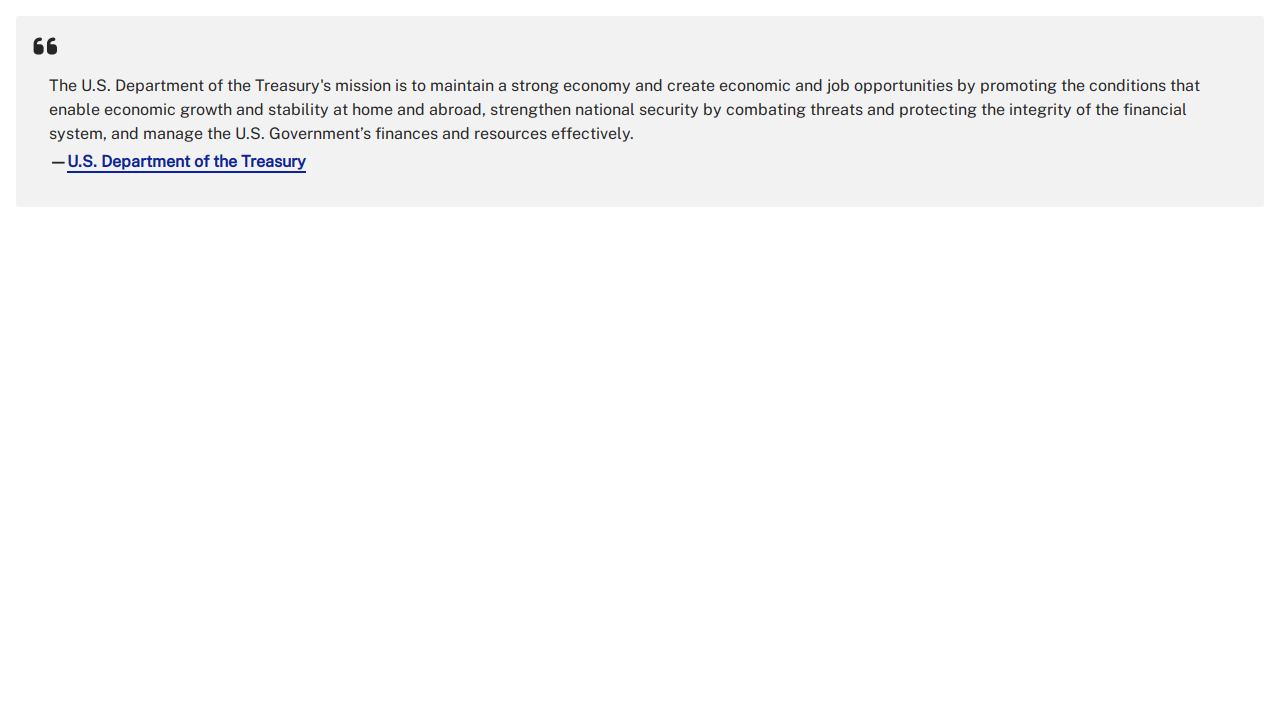 The U.S. Department of the Treasury's mission is to maintain a strong economy and create economic and job opportunities by promoting the conditions that
enable economic growth and stability at home and abroad, strengthen national security by combating threats and protecting the integrity of the financial
system, and manage the U.S. Government’s finances and resources effectively.
—U.S. Department of the Treasury